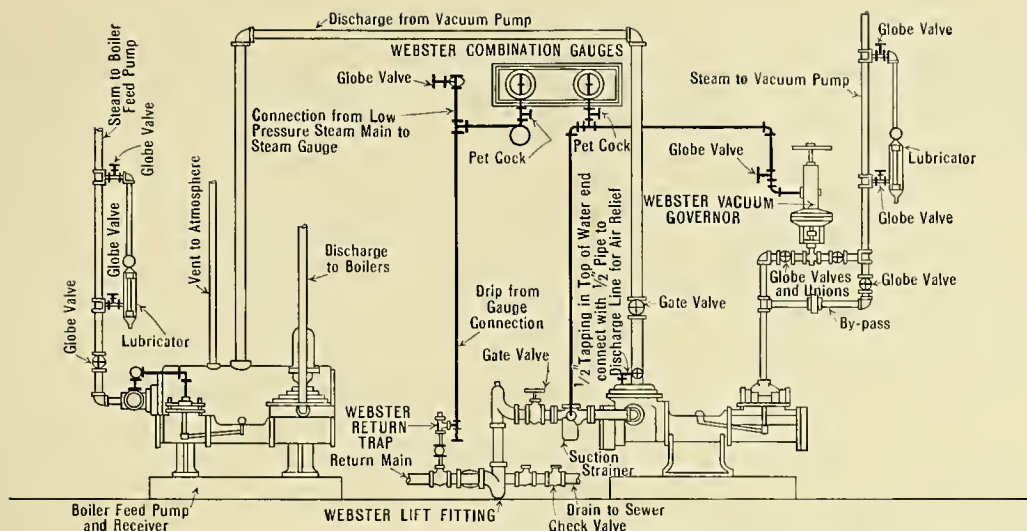 Discharge from Vacuum Pump
WEBSTER COMBINATION GAUGES
Globe Valve
Globe Valve
Steam to Boiler
Feed Pump
Globe Valve
Connection from Low
Pressure Steam Main to
Steam Gauge
Pet Cock
Pet Cock
Steam to Vacuum Pump
Globe Valve
Lubricator
WEBSTER VACUUM
GOVERNOR
Globe Valve
Vent to Atmosphere
Discharge
to Boilers
Globe Valve
Globe Valve
Lubricator
Drip from
Gauge
Connection
Gate Valve
1/2" Tapping in Top of Water end
connect with 1/2" Pipe to
Discharge Line for Air Relief
Gate Valve
Globe Valves
and Unions
Globe Valve
By-pass
WEBSTER
RETURN
TRAP
Return Main
Suction
Strainer
Boiler Feed Pump
and Receiver
WEBSTER LIFT FITTING
Drain to Sewer
Check Valve